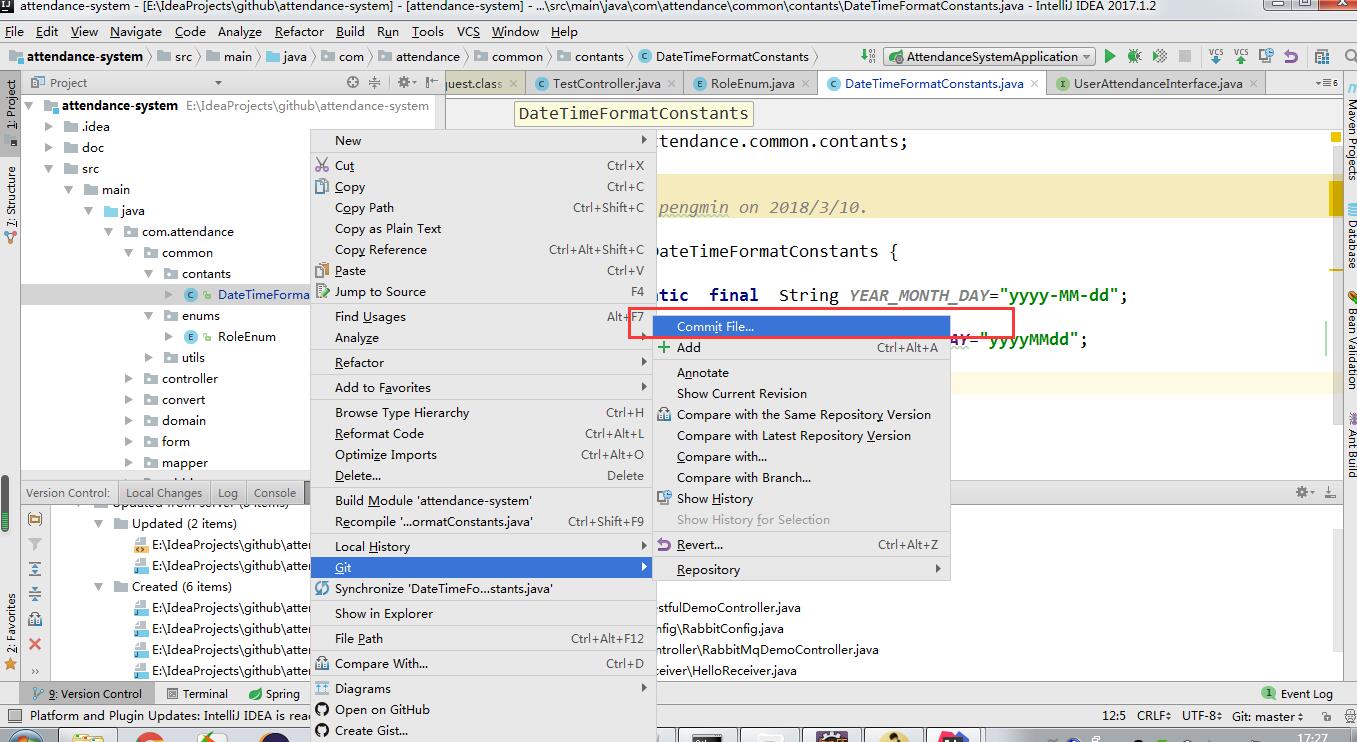 attendance-system - [E:\IdeaProjects\github\attendance-system] - [attendance-system] - ...\src\main\java\com\attendance\common\contants\DateTimeFormatConstants.java - IntelliJ IDEA 2017.1.2
File Edit View Navigate Code Analyze Refactor Build Run Tools VCS Window Help
attendance-system src main java com attendance common contants DateTimeFormatConstants AttendanceSystemApplication VCS VCS
Project
quest.class TestController.java RoleEnum.java DateTimeFormatConstants.java UserAttendanceInterface.java 6
attendance-system E:\IdeaProjects\github\attendance-system
.idea
doc
src
main
java
com.attendance
common
contants
DateTimeForma
enums
RoleEnum
utils
controller
convert
domain
form
mapper
1: Project
7: Structure
2: Favorites
DateTimeFormatConstants
ttendance.common.contants;
pengmin on 2018/3/10.
DateTimeFormatConstants {
tic final String YEAR_MONTH_DAY="yyyy-MM-dd";
AY="yyyyMMdd";
Maven Projects
Database
Bean Validation
Ant Build
New
Cut Ctrl+X
Copy Ctrl+C
Copy Path Ctrl+Shift+C
Copy as Plain Text
Copy Reference Ctrl+Alt+Shift+C
Paste Ctrl+V
Jump to Source F4
Find Usages Alt+F7
Analyze
Refactor
Add to Favorites
Browse Type Hierarchy Ctrl+H
Reformat Code Ctrl+Alt+L
Optimize Imports Ctrl+Alt+O
Delete... Delete
Build Module 'attendance-system'
Recompile '...ormatConstants.java' Ctrl+Shift+F9
Local History
Git
Synchronize 'DateTimeFo...stants.java'
Show in Explorer
File Path Ctrl+Alt+F12
Compare With... Ctrl+D
Diagrams
Open on GitHub
Create Gist...
Commit File...
Add Ctrl+Alt+A
Annotate
Show Current Revision
Compare with the Same Repository Version
Compare with Latest Repository Version
Compare with...
Compare with Branch...
Show History
Show History for Selection
Revert... Ctrl+Alt+Z
Repository
Version Control: Local Changes Log Console
Updated from server (8 items)
Updated (2 items)
E:\IdeaProjects\github\atter
E:\IdeaProjects\github\atter
Created (6 items)
E:\IdeaProjects\github\atter stfulDemoController.java
E:\IdeaProjects\github\atter nfig\RabbitConfig.java
E:\IdeaProjects\github\atter ntroller\RabbitMqDemoController.java
E:\IdeaProjects\github\atter eiver\HelloReceiver.java
9: Version Control Terminal Spring 1 Event Log
Platform and Plugin Updates: IntelliJ IDEA is rea 12:5 CRLF UTF-8 Git: master
17:27